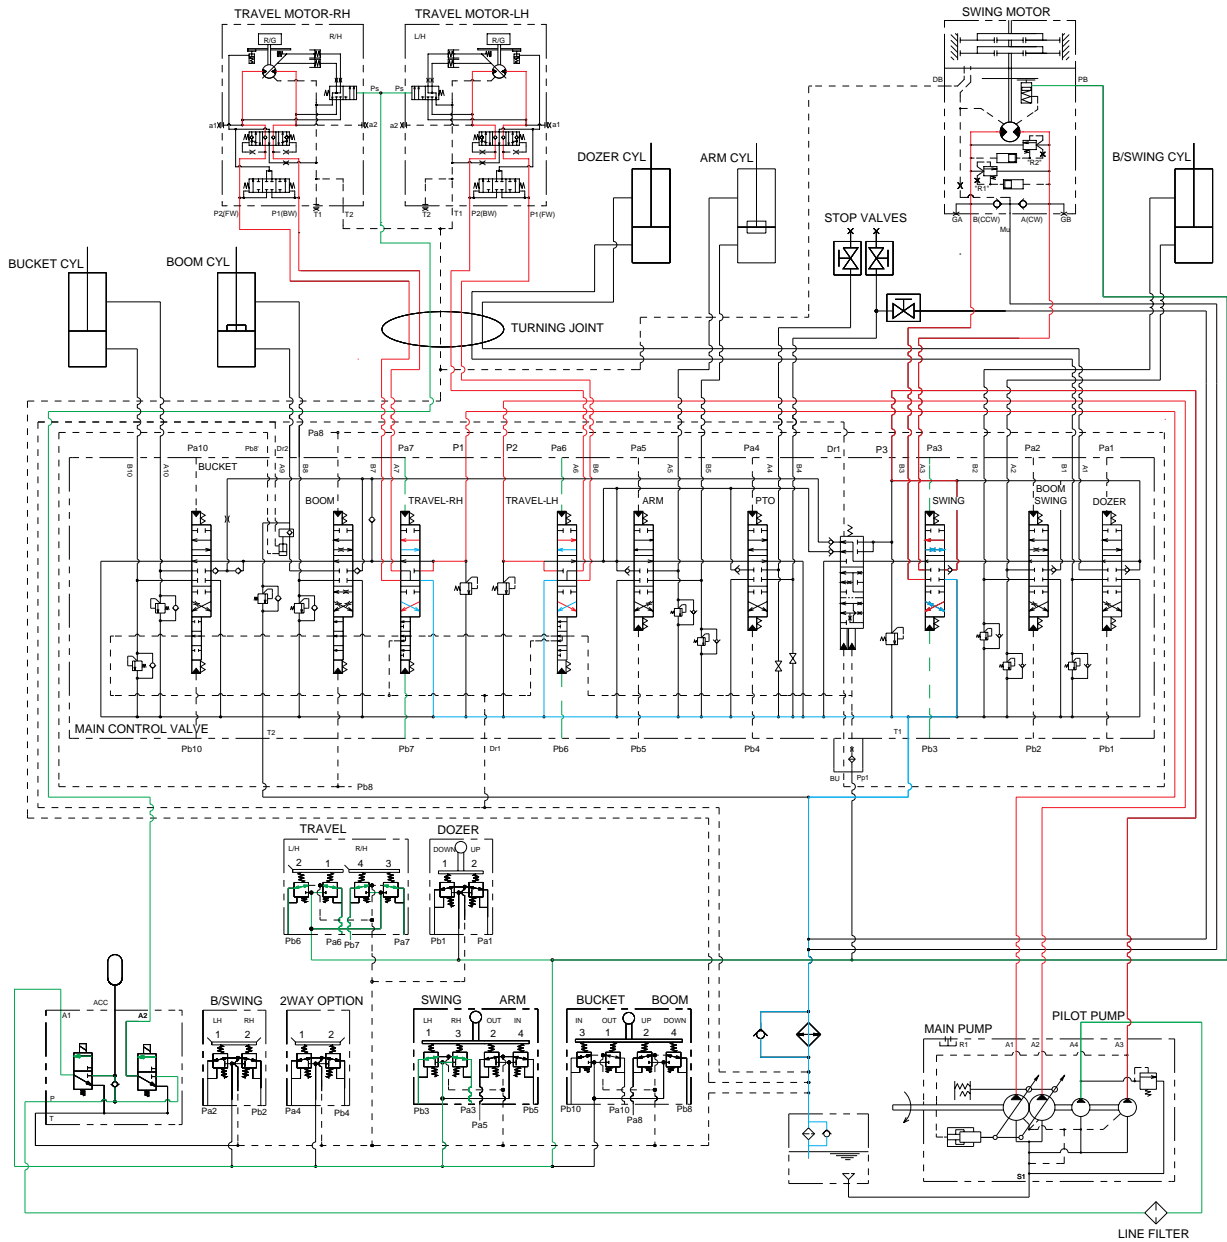 TRAVEL MOTOR-RH
TRAVEL MOTOR-LH
SWING MOTOR
R/G
R/H
L/H
R/G
DB
PB
Ps
Ps
a1
a2
a2
a1
"R2"
"R1"
P2(FW)
P1(BW)
T1
T2
T2
T1
P2(BW)
P1(FW)
GA
B(CCW)
Mu
A(CW)
GB
DOZER CYL
ARM CYL
B/SWING CYL
STOP VALVES
BUCKET CYL
BOOM CYL
TURNING JOINT
Pa10
Pb8'
Dr2
Pa8
Pa7
P1
P2
Pa6
Pa5
Pa4
Dr1
P3
Pa3
Pa2
Pa1
B10
A10
A9
B8
B7
A7
A6
B6
A5
B5
A4
B4
B3
A3
B2
A2
B1
A1
BUCKET
BOOM
TRAVEL-RH
TRAVEL-LH
ARM
PTO
SWING
BOOM
SWING
DOZER
MAIN CONTROL VALVE
T2
T1
Pb10
Pb7
Dr1
Pb6
Pb5
Pb4
Pb3
Pb2
Pb1
BU
Pp1
Pb8
TRAVEL
DOZER
L/H
R/H
DOWN
UP
2
1
4
3
1
2
Pb6
Pa6
Pb7
Pa7
Pb1
Pa1
ACC
A1
A2
P
T
B/SWING
2WAY OPTION
SWING
ARM
BUCKET
BOOM
LH
RH
LH
RH
OUT
IN
IN
OUT
UP
DOWN
1
2
1
2
1
3
2
4
3
1
2
4
Pa2
Pb2
Pa4
Pb4
Pb3
Pa3
Pa5
Pb5
Pb10
Pa10
Pa8
Pb8
PILOT PUMP
MAIN PUMP
R1
A1
A2
A4
A3
S1
LINE FILTER